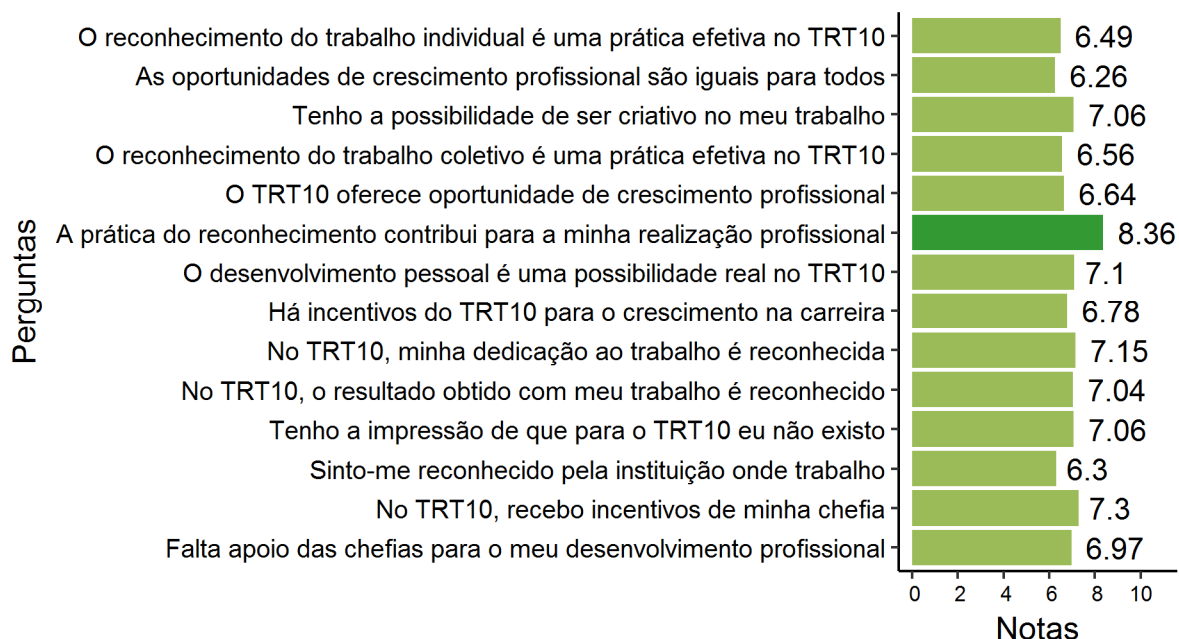 O reconhecimento do trabalho individual é uma prática efetiva no TRT10 6.49
As oportunidades de crescimento profissional são iguais para todos 6.26
Tenho a possibilidade de ser criativo no meu trabalho 7.06
O reconhecimento do trabalho coletivo é uma prática efetiva no TRT10 6.56
O TRT10 oferece oportunidade de crescimento profissional 6.64
A prática do reconhecimento contribui para a minha realização profissional 8.36
O desenvolvimento pessoal é uma possibilidade real no TRT10 7.1
Há incentivos do TRT10 para o crescimento na carreira 6.78
No TRT10, minha dedicação ao trabalho é reconhecida 7.15
No TRT10, o resultado obtido com meu trabalho é reconhecido 7.04
Tenho a impressão de que para o TRT10 eu não existo 7.06
Sinto-me reconhecido pela instituição onde trabalho 6.3
No TRT10, recebo incentivos de minha chefia 7.3
Falta apoio das chefias para o meu desenvolvimento profissional 6.97
Perguntas
0 2 4 6 8 10
Notas